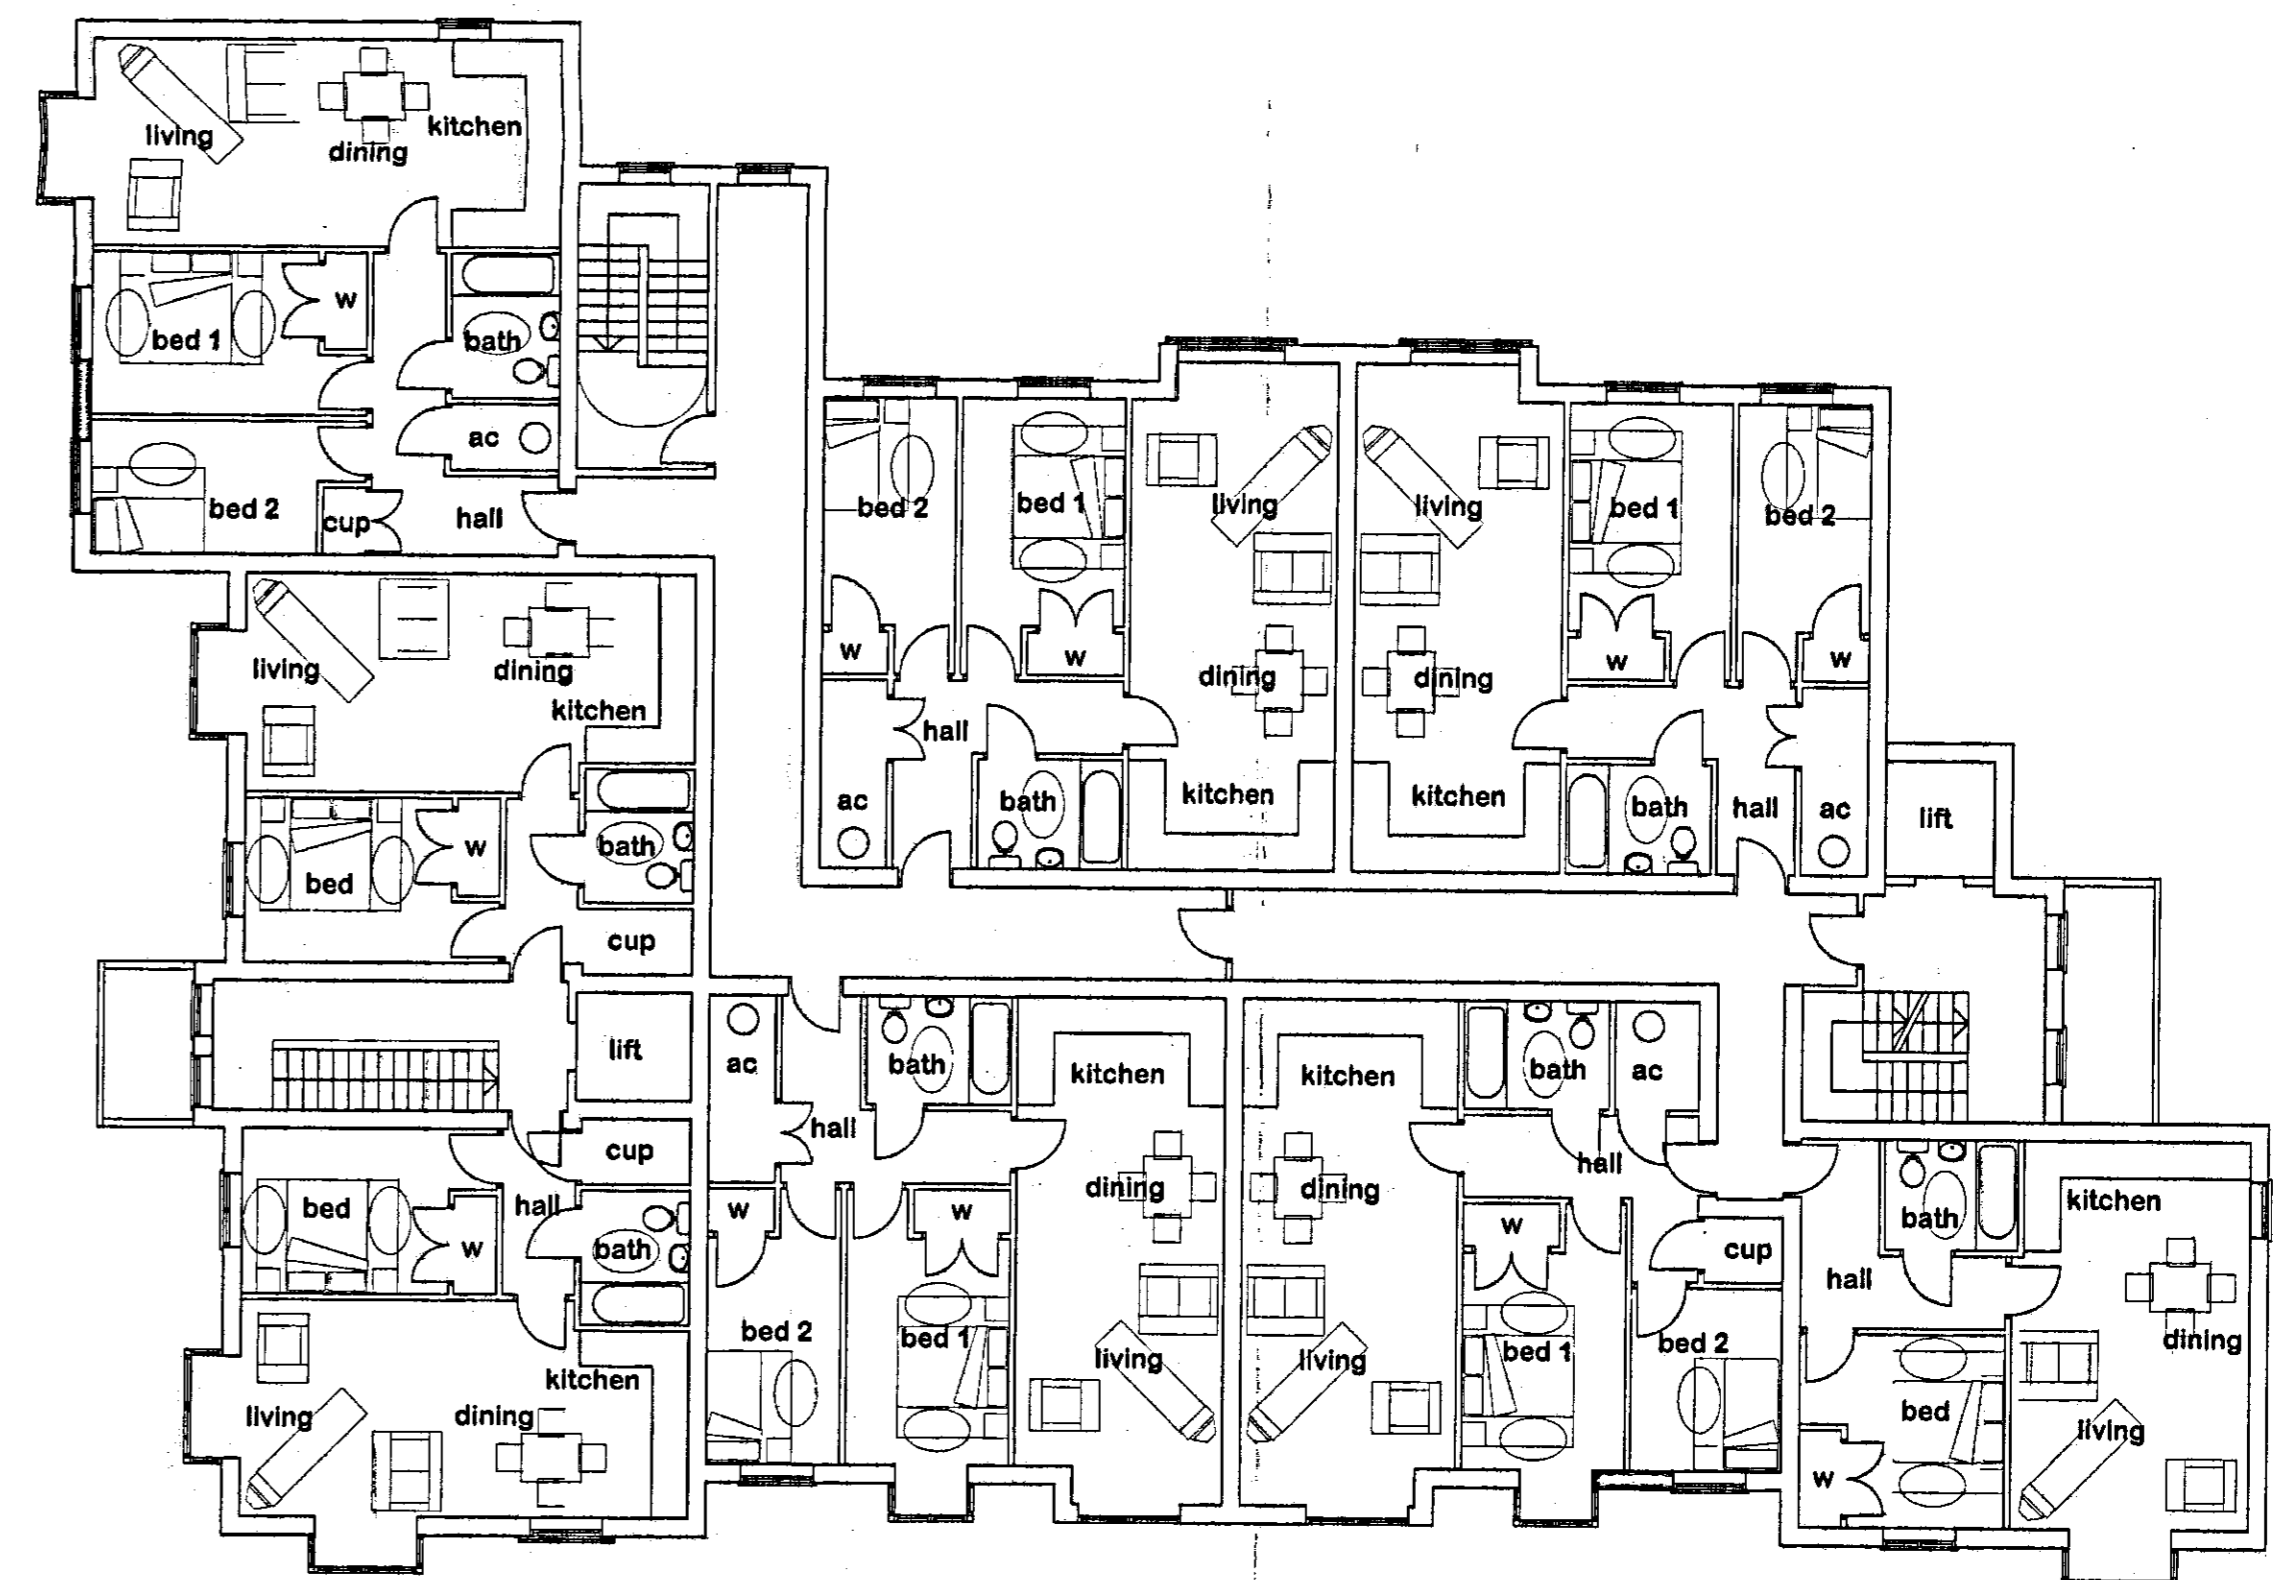 living
dining
kitchen
bed 1
w
bath
ac
bed 2
cup
hall
living
dining
kitchen
bed
w
bath
cup
lift
cup
bed
hall
w
bath
kitchen
living
dining
bed 2
bed 1
living
w
w
dining
hall
ac
bath
kitchen
living
bed 1
bed 2
dining
w
w
kitchen
bath
hall
ac
lift
ac
bath
kitchen
hall
dining
w
w
bed 2
bed 1
living
kitchen
bath
ac
hall
dining
w
cup
living
bed 1
bed 2
bath
kitchen
hall
dining
bed
living
w